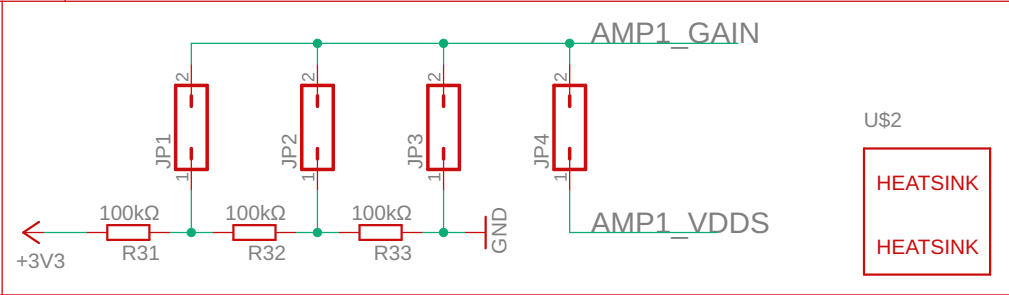 AMP1_GAIN
2
2
2
2
JP1
JP2
JP3
JP4
1
1
1
1
U$2
HEATSINK
HEATSINK
100kΩ
100kΩ
100kΩ
GND
AMP1_VDDS
+3V3
R31
R32
R33